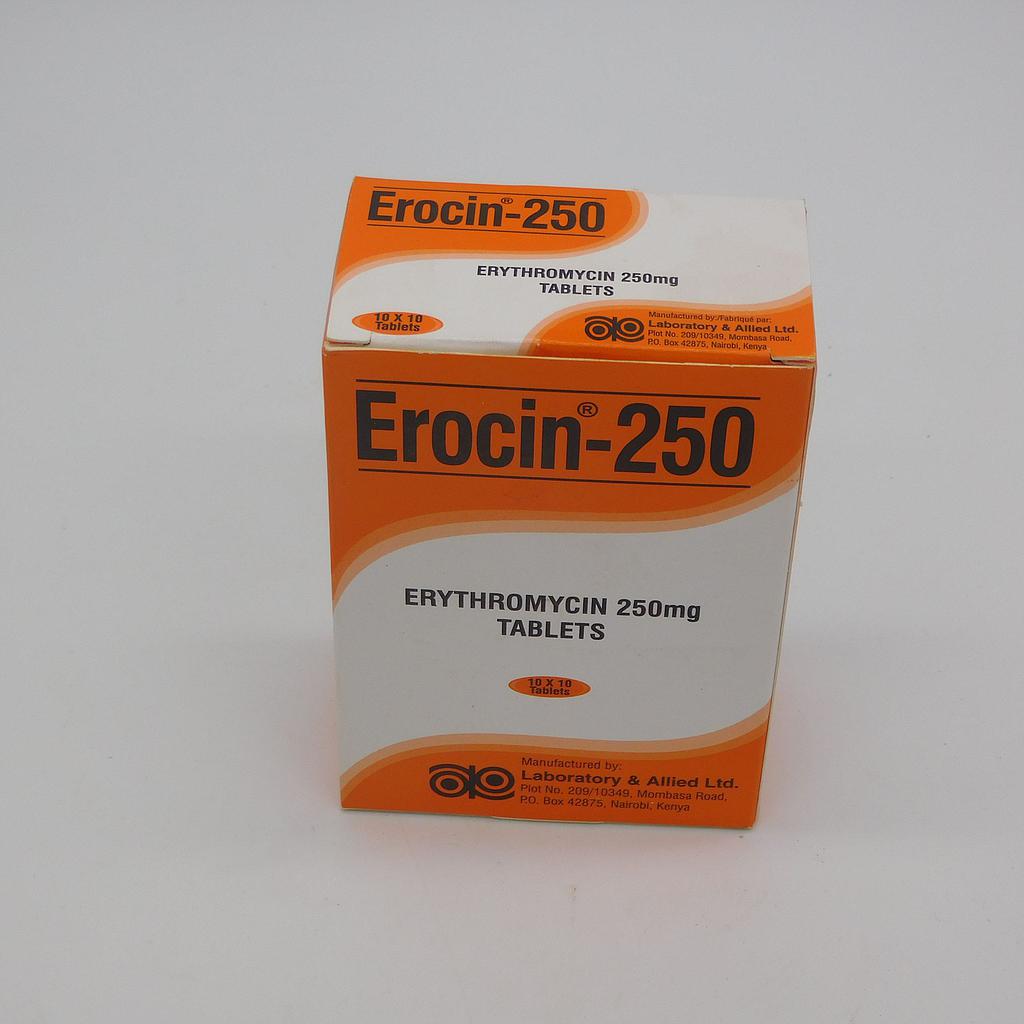 Erocin®-250
ERYTHROMYCIN 250mg
TABLETS
10 X 10
Tablets
Manufactured by:/Fabriqué par:
Laboratory & Allied Ltd.
Plot No. 209/10349, Mombasa Road,
P.O. Box 42875, Nairobi, Kenya
Erocin®-250
ERYTHROMYCIN 250mg
TABLETS
10 X 10
Tablets
Manufactured by:
Laboratory & Allied Ltd.
Plot No. 209/10349, Mombasa Road,
P.O. Box 42875, Nairobi, Kenya